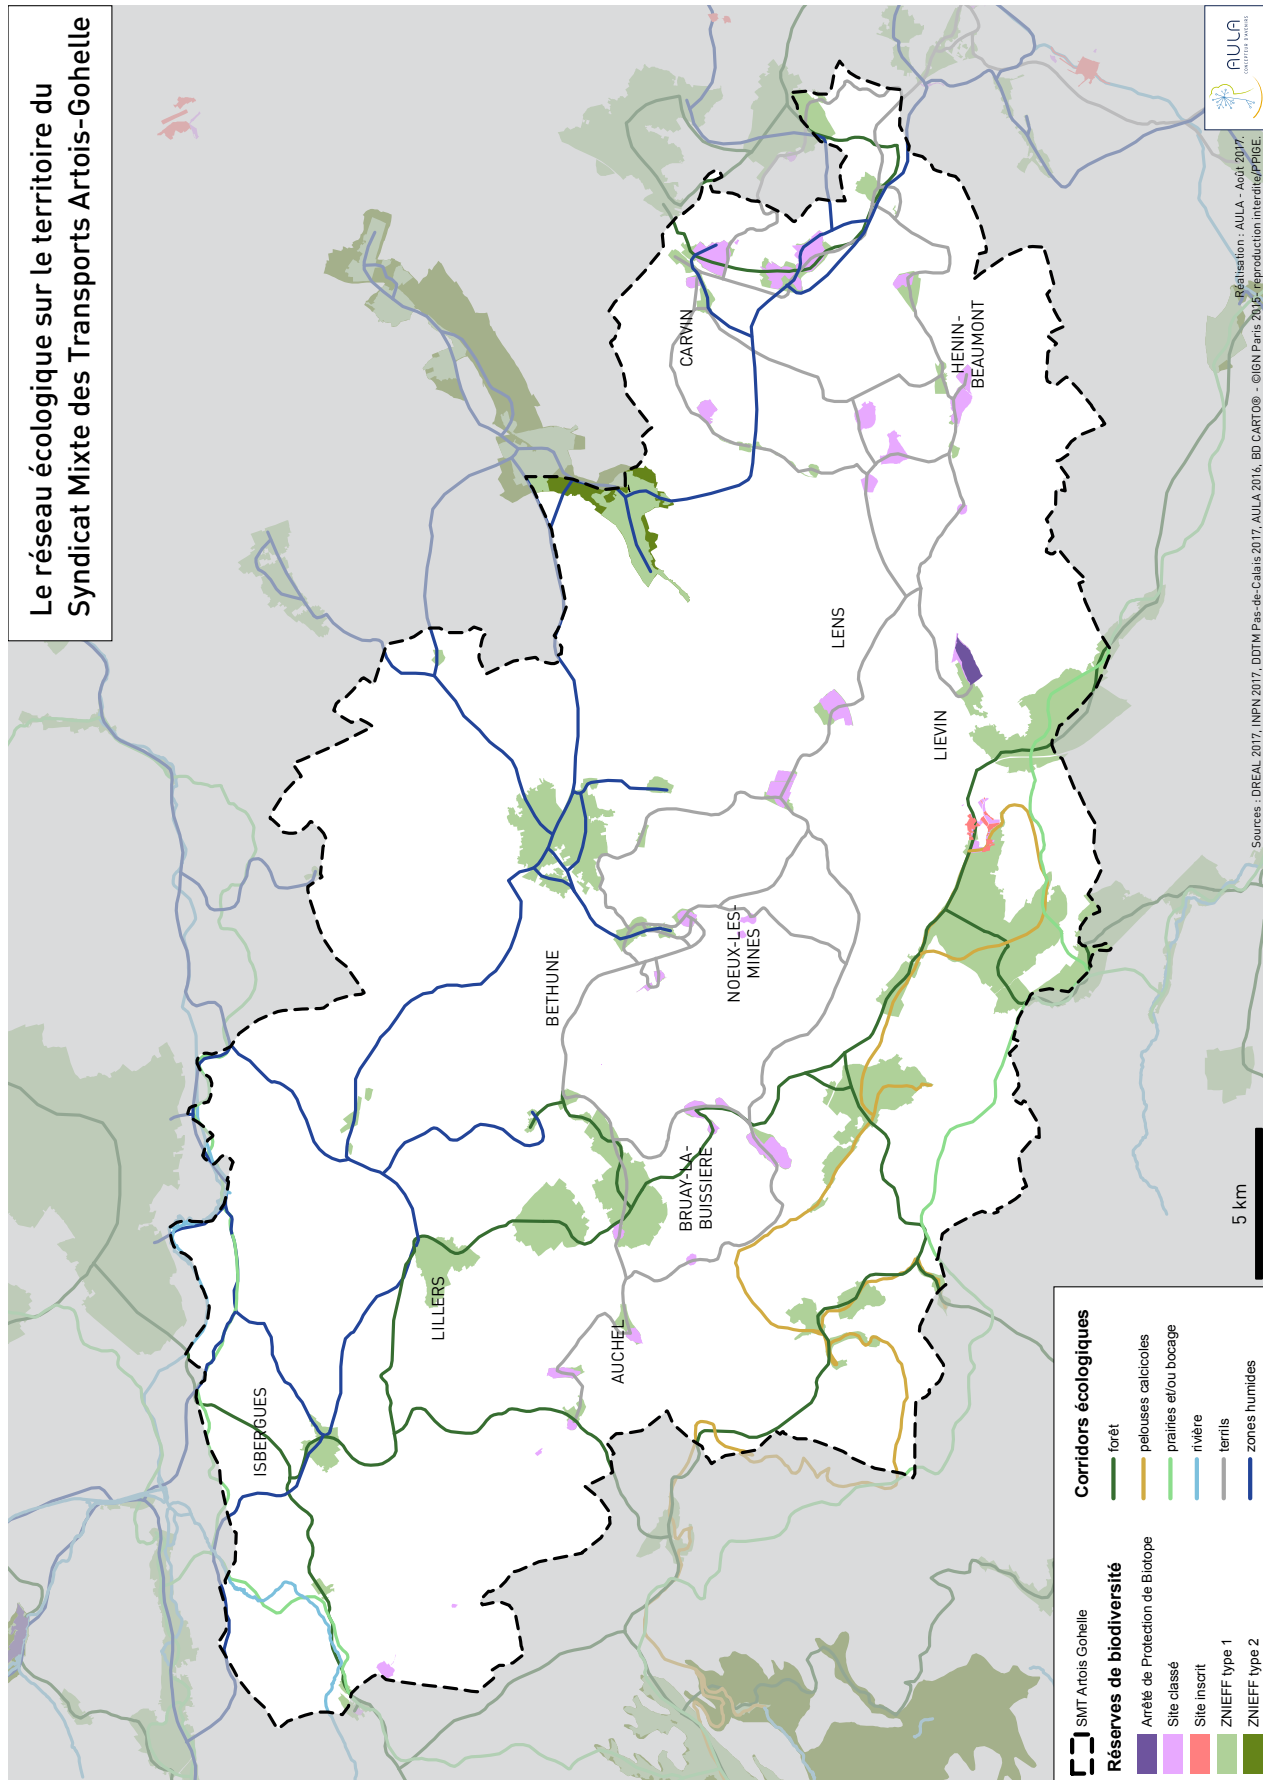 Le réseau écologique sur le territoire du
Syndicat Mixte des Transports Artois-Gohelle
ISBERGUES
LILLERS
AUCHEL
BRUAY-LA-
BUISSIERE
BETHUNE
NOEUX-LES-
MINES
LIEVIN
LENS
CARVIN
HENIN-
BEAUMONT
SMT Artois Gohelle
Réserves de biodiversité
Arrêté de Protection de Biotope
Site classé
Site inscrit
ZNIEFF type 1
ZNIEFF type 2
Corridors écologiques
forêt
pelouses calcicoles
prairies et/ou bocage
rivière
terrils
zones humides
5 km
Réalisation : AULA - Août 2017.
Sources : DREAL 2017, INPN 2017, DDTM Pas-de-Calais 2017, AULA 2016, BD CARTO® - ©IGN Paris 2015 - reproduction interdite/PPIGE.
AULA
CONCEPTEUR D'AVENIRS